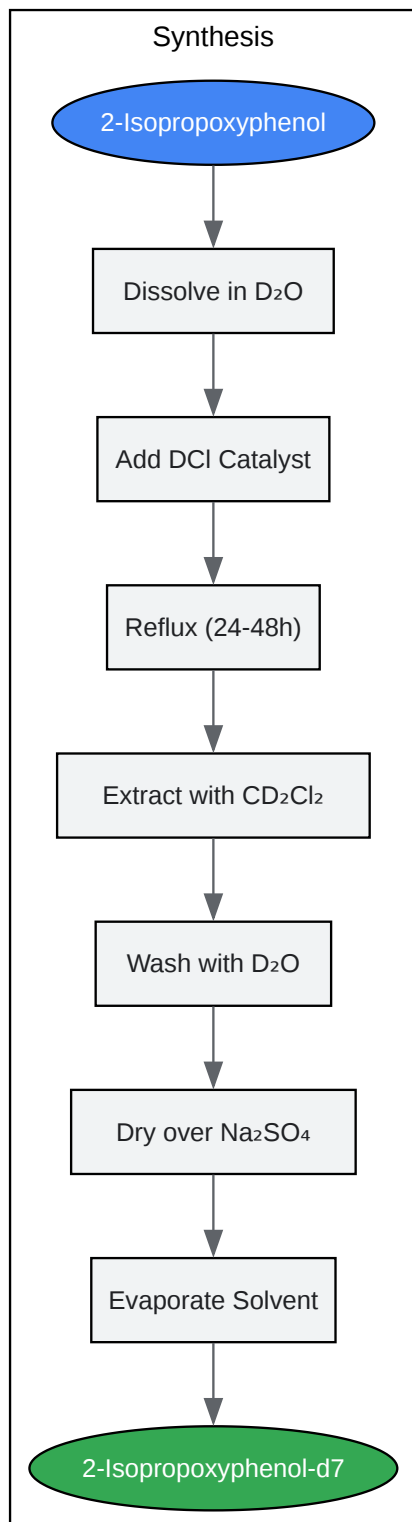 Synthesis
2-Isopropoxyphenol
Dissolve in D₂O
Add DCl Catalyst
Reflux (24-48h)
Extract with CD₂Cl₂
Wash with D₂O
Dry over Na₂SO₄
Evaporate Solvent
2-Isopropoxyphenol-d7